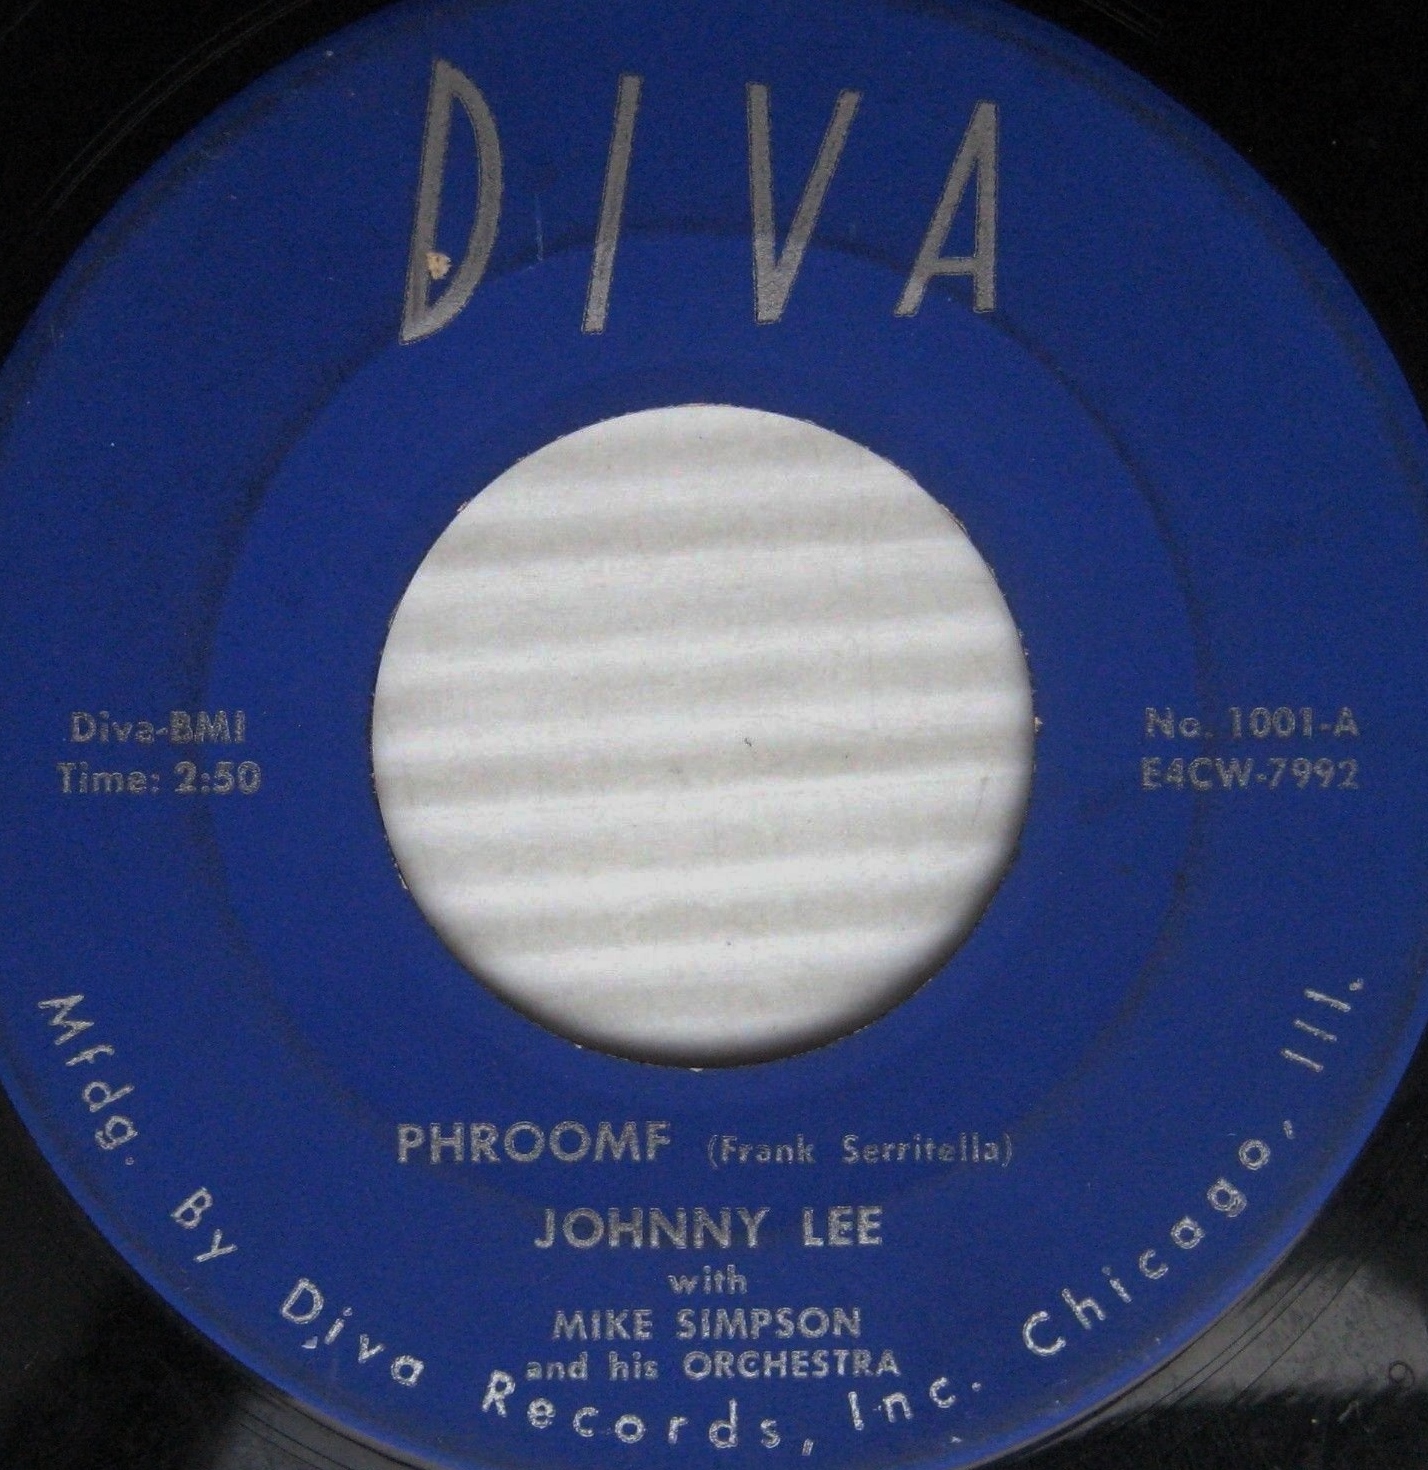 DIVA
Diva-BMI
Time: 2:50
No. 1001-A
E4CW-7992
PHROOMF (Frank Serritella)
JOHNNY LEE
with
MIKE SIMPSON
and his ORCHESTRA
Mfdg. By Diva Records, Inc. Chicago, Ill.